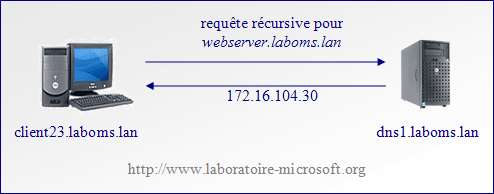 requête récursive pour
webserver.laboms.lan
172.16.104.30
client23.laboms.lan
dns1.laboms.lan
http://www.laboratoire-microsoft.org